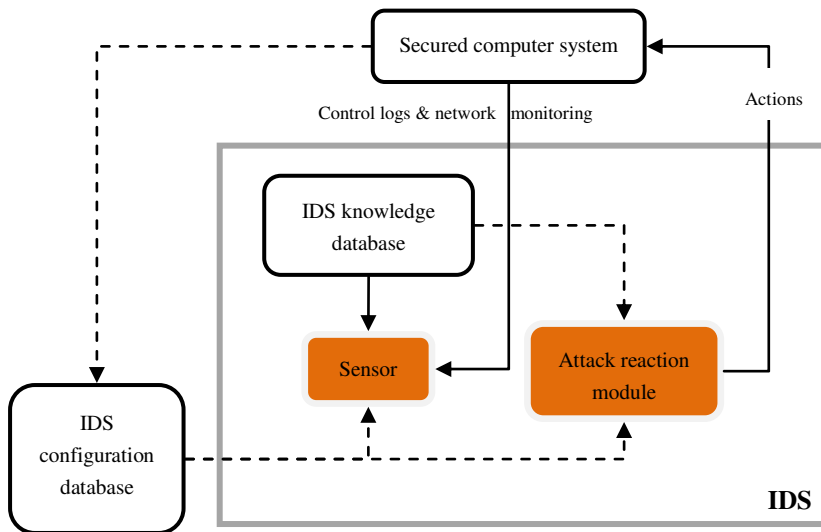 Secured computer system
Control logs & network monitoring
Actions
IDS knowledge
database
Sensor
Attack reaction
module
IDS
configuration
database
IDS